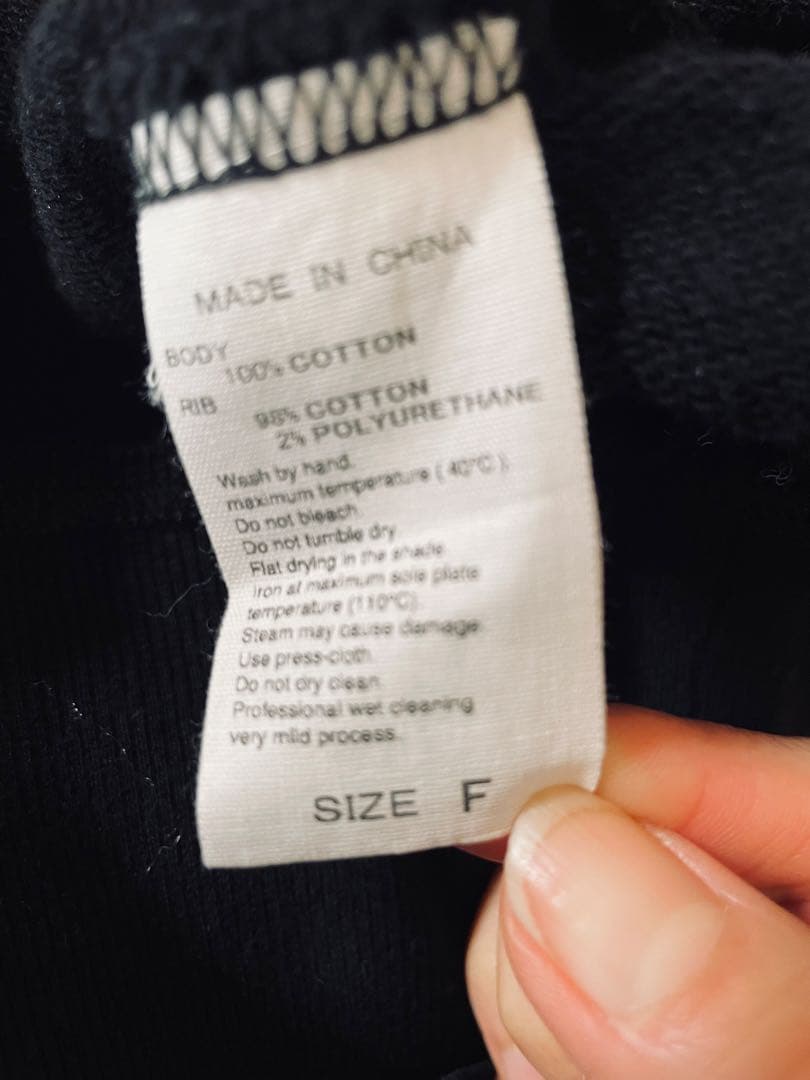 MADE IN CHINA
BODY
100% COTTON
RIB
98% COTTON
2% POLYURETHANE
Wash by hand.
maximum temperature (40°C).
Do not bleach.
Do not tumble dry.
Flat drying in the shade.
Iron at maximum sole plate
temperature (110°C).
Steam may cause damage.
Use press-cloth.
Do not dry clean.
Professional wet cleaning
very mild process.
SIZE F